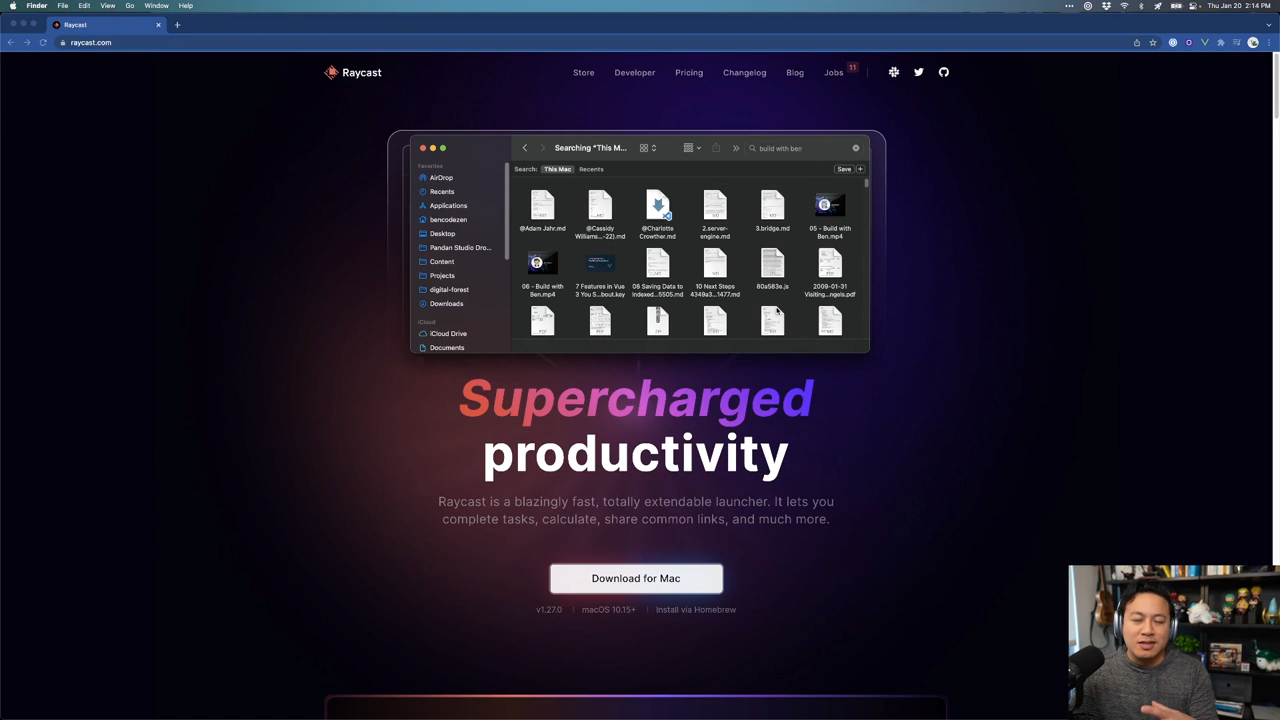 Finder File Edit View Go Window Help
Thu Jan 20 2:14 PM
Raycast
raycast.com
Raycast
Store Developer Pricing Changelog Blog Jobs 11
Searching "This M...
build with ben
Search: This Mac Recents
Save
Favorites
AirDrop
Recents
Applications
bencodezen
Desktop
Pandan Studio Dro...
Content
Projects
digital-forest
Downloads
iCloud
iCloud Drive
Documents
@Adam Jahr.md
@Cassidy
Williams...-22).md
@Charlotte
Crowther.md
2.server-
engine.md
3.bridge.md
05 - Build with
Ben.mp4
06 - Build with
Ben.mp4
7 Features in Vue
3 You S...bout.key
08 Saving Data to
Indexed...5505.md
10 Next Steps
4349a3...1477.md
80a583e.js
2009-01-31
Visiting...ngels.pdf
Supercharged
productivity
Raycast is a blazingly fast, totally extendable launcher. It lets you
complete tasks, calculate, share common links, and much more.
Download for Mac
v1.27.0 macOS 10.15+ Install via Homebrew